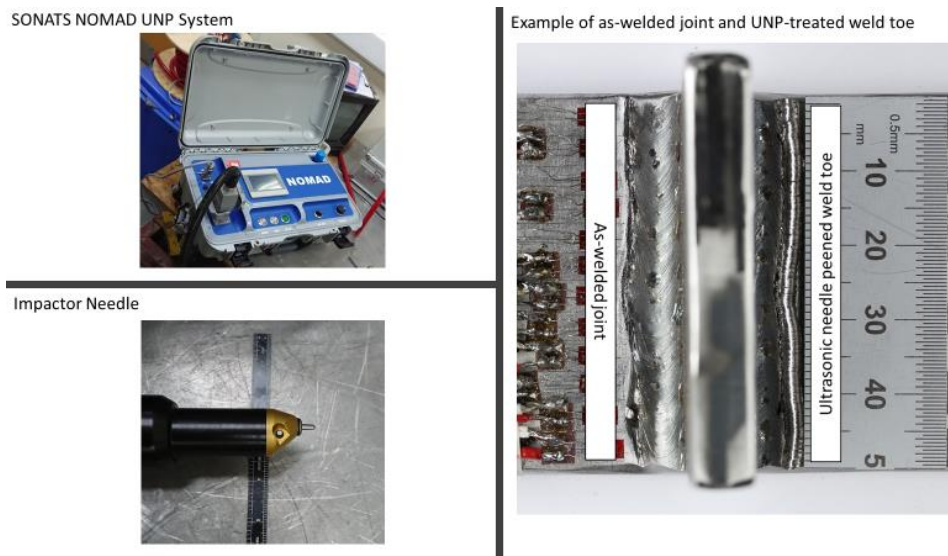 SONATS NOMAD UNP System
NOMAD
Impactor Needle
Example of as-welded joint and UNP-treated weld toe
As-welded joint
Ultrasonic needle peened weld toe
0.5mm
mm
10
20
30
40
5